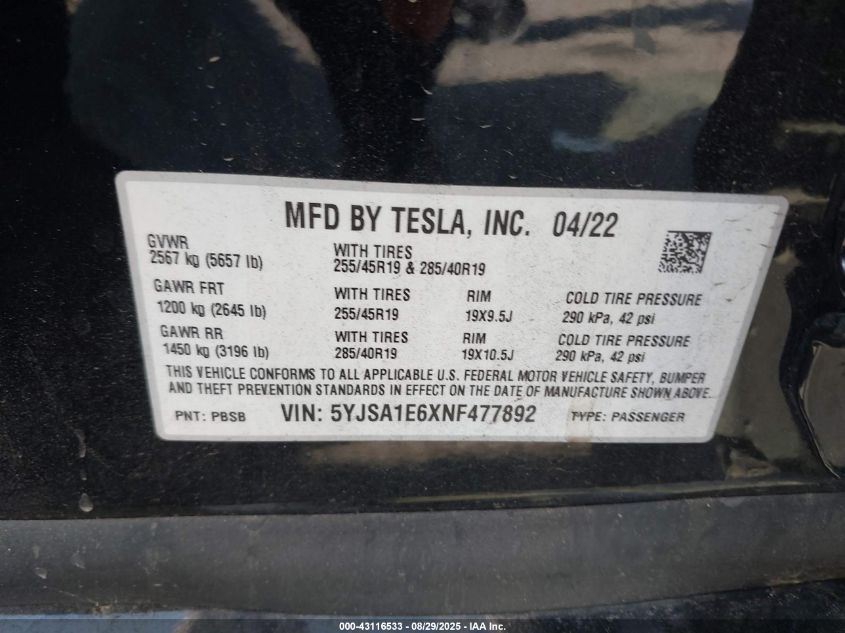 MFD BY TESLA, INC. 04/22
GVWR
2567 kg (5657 lb)
WITH TIRES
255/45R19 & 285/40R19
GAWR FRT
1200 kg (2645 lb)
WITH TIRES
255/45R19
RIM
19X9.5J
COLD TIRE PRESSURE
290 kPa, 42 psi
GAWR RR
1450 kg (3196 lb)
WITH TIRES
285/40R19
RIM
19X10.5J
COLD TIRE PRESSURE
290 kPa, 42 psi
THIS VEHICLE CONFORMS TO ALL APPLICABLE U.S. FEDERAL MOTOR VEHICLE SAFETY, BUMPER
AND THEFT PREVENTION STANDARDS IN EFFECT ON THE DATE OF MANUFACTURE SHOWN ABOVE.
PNT: PBSB VIN: 5YJSA1E6XNF477892 TYPE: PASSENGER
000-43116533 - 08/29/2025 - IAA Inc.